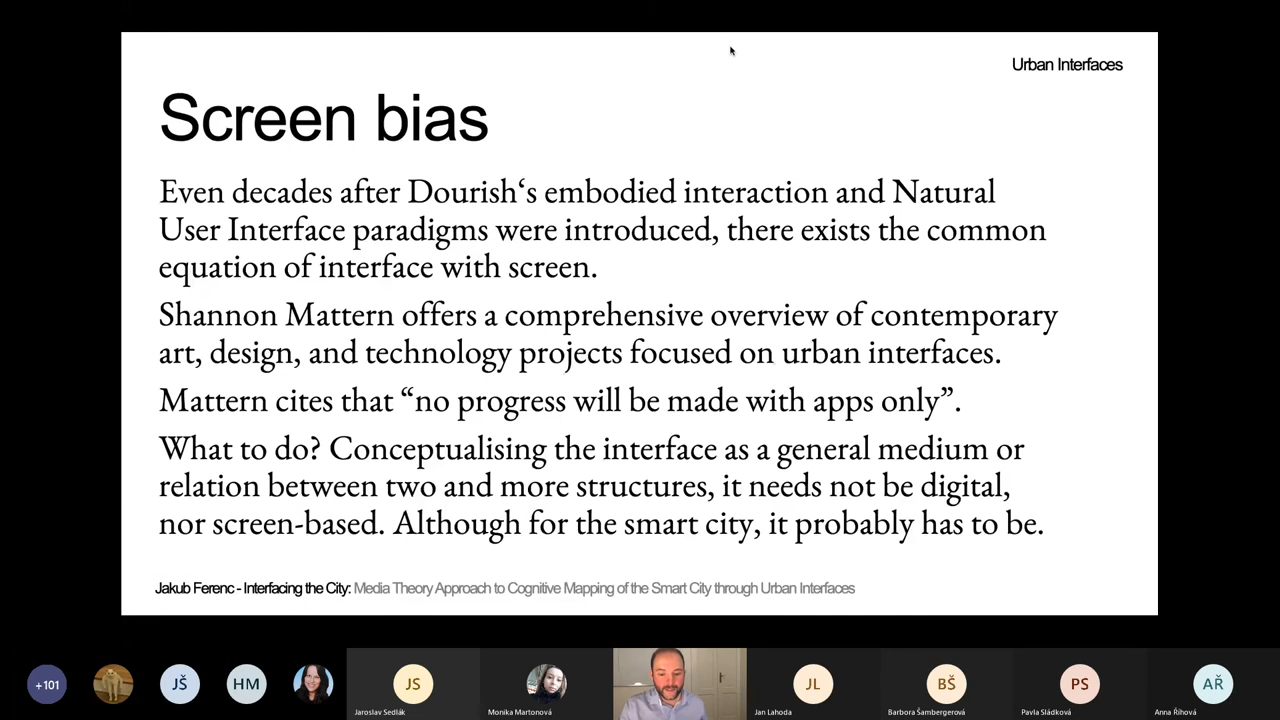 Urban Interfaces
Screen bias
Even decades after Dourish‘s embodied interaction and Natural
User Interface paradigms were introduced, there exists the common
equation of interface with screen.
Shannon Mattern offers a comprehensive overview of contemporary
art, design, and technology projects focused on urban interfaces.
Mattern cites that “no progress will be made with apps only”.
What to do? Conceptualising the interface as a general medium or
relation between two and more structures, it needs not be digital,
nor screen-based. Although for the smart city, it probably has to be.
Jakub Ferenc - Interfacing the City: Media Theory Approach to Cognitive Mapping of the Smart City through Urban Interfaces
+101
JŠ
HM
JS
JL
BŠ
PS
AŘ
Jaroslav Sedlák
Monika Martonová
Jan Lahoda
Barbora Šambergerová
Pavla Sládková
Anna Říhová